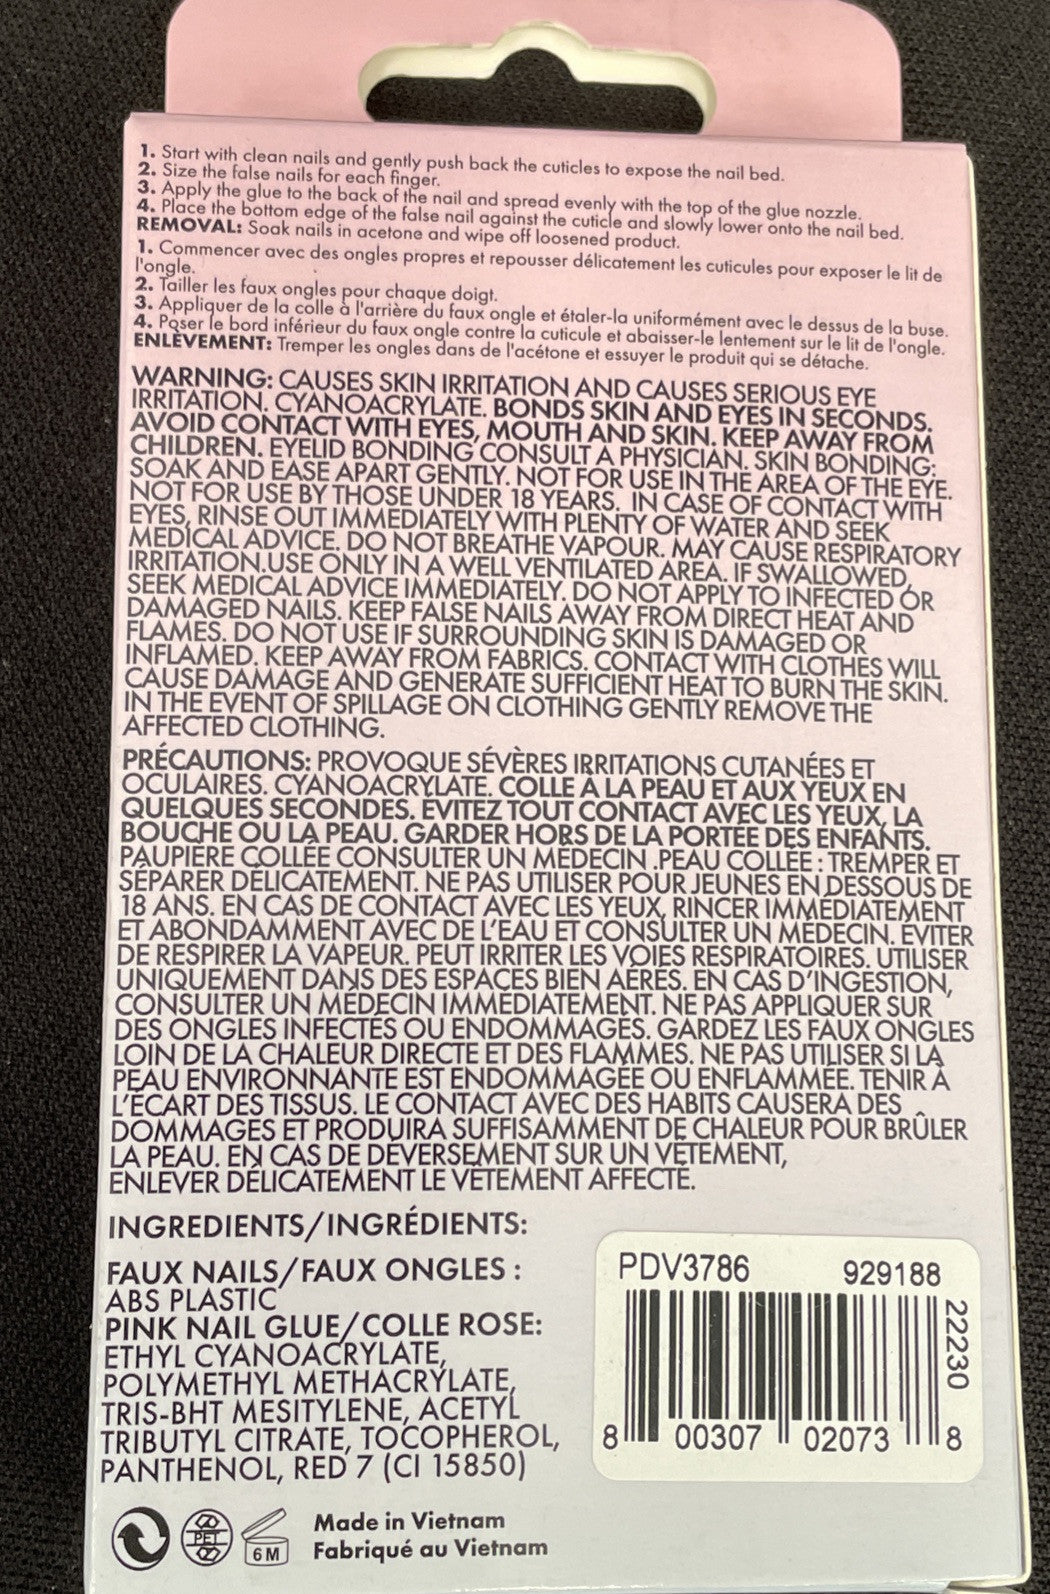 1. Start with clean nails and gently push back the cuticles to expose the nail bed.
2. Size the false nails for each finger.
3. Apply the glue to the back of the nail and spread evenly with the top of the glue nozzle.
4. Place the bottom edge of the false nail against the cuticle and slowly lower onto the nail bed.
REMOVAL: Soak nails in acetone and wipe off loosened product.
1. Commencer avec des ongles propres et repousser délicatement les cuticules pour exposer le lit de
l'ongle.
2. Tailler les faux ongles pour chaque doigt.
3. Appliquer de la colle à l'arrière du faux ongle et étaler-la uniformément avec le dessus de la buse.
4. Poser le bord inférieur du faux ongle contre la cuticule et abaisser-le lentement sur le lit de l'ongle.
ENLÈVEMENT: Tremper les ongles dans de l'acétone et essuyer le produit qui se détache.
WARNING: CAUSES SKIN IRRITATION AND CAUSES SERIOUS EYE
IRRITATION. CYANOACRYLATE. BONDS SKIN AND EYES IN SECONDS.
AVOID CONTACT WITH EYES, MOUTH AND SKIN. KEEP AWAY FROM
CHILDREN. EYELID BONDING CONSULT A PHYSICIAN. SKIN BONDING:
SOAK AND EASE APART GENTLY. NOT FOR USE IN THE AREA OF THE EYE.
NOT FOR USE BY THOSE UNDER 18 YEARS. IN CASE OF CONTACT WITH
EYES, RINSE OUT IMMEDIATELY WITH PLENTY OF WATER AND SEEK
MEDICAL ADVICE. DO NOT BREATHE VAPOUR. MAY CAUSE RESPIRATORY
IRRITATION.USE ONLY IN A WELL VENTILATED AREA. IF SWALLOWED,
SEEK MEDICAL ADVICE IMMEDIATELY. DO NOT APPLY TO INFECTED OR
DAMAGED NAILS. KEEP FALSE NAILS AWAY FROM DIRECT HEAT AND
FLAMES. DO NOT USE IF SURROUNDING SKIN IS DAMAGED OR
INFLAMED. KEEP AWAY FROM FABRICS. CONTACT WITH CLOTHES WILL
CAUSE DAMAGE AND GENERATE SUFFICIENT HEAT TO BURN THE SKIN.
IN THE EVENT OF SPILLAGE ON CLOTHING GENTLY REMOVE THE
AFFECTED CLOTHING.
PRÉCAUTIONS: PROVOQUE SÉVÈRES IRRITATIONS CUTANÉES ET
OCULAIRES. CYANOACRYLATE. COLLE À LA PEAU ET AUX YEUX EN
QUELQUES SECONDES. ÉVITEZ TOUT CONTACT AVEC LES YEUX, LA
BOUCHE OU LA PEAU. GARDER HORS DE LA PORTÉE DES ENFANTS.
PAUPIÈRE COLLÉE CONSULTER UN MÉDECIN .PEAU COLLÉE : TREMPER ET
SÉPARER DÉLICATEMENT. NE PAS UTILISER POUR JEUNES EN DESSOUS DE
18 ANS. EN CAS DE CONTACT AVEC LES YEUX, RINCER IMMÉDIATEMENT
ET ABONDAMMENT AVEC DE L'EAU ET CONSULTER UN MÉDECIN. ÉVITER
DE RESPIRER LA VAPEUR. PEUT IRRITER LES VOIES RESPIRATOIRES. UTILISER
UNIQUEMENT DANS DES ESPACES BIEN AÉRÉS. EN CAS D'INGESTION,
CONSULTER UN MÉDECIN IMMÉDIATEMENT. NE PAS APPLIQUER SUR
DES ONGLES INFECTÉS OU ENDOMMAGÉS. GARDEZ LES FAUX ONGLES
LOIN DE LA CHALEUR DIRECTE ET DES FLAMMES. NE PAS UTILISER SI LA
PEAU ENVIRONNANTE EST ENDOMMAGÉE OU ENFLAMMÉE. TENIR À
L'ÉCART DES TISSUS. LE CONTACT AVEC DES HABITS CAUSERA DES
DOMMAGES ET PRODUIRA SUFFISAMMENT DE CHALEUR POUR BRÛLER
LA PEAU. EN CAS DE DÉVERSEMENT SUR UN VÊTEMENT,
ENLEVER DÉLICATEMENT LE VÊTEMENT AFFECTÉ.
INGREDIENTS/INGRÉDIENTS:
FAUX NAILS/FAUX ONGLES :
ABS PLASTIC
PINK NAIL GLUE/COLLE ROSE:
ETHYL CYANOACRYLATE,
POLYMETHYL METHACRYLATE,
TRIS-BHT MESITYLENE, ACETYL
TRIBUTYL CITRATE, TOCOPHEROL,
PANTHENOL, RED 7 (CI 15850)
PDV3786 929188
22230
8 00307 02073 8
PET
6 M
Made in Vietnam
Fabriqué au Vietnam